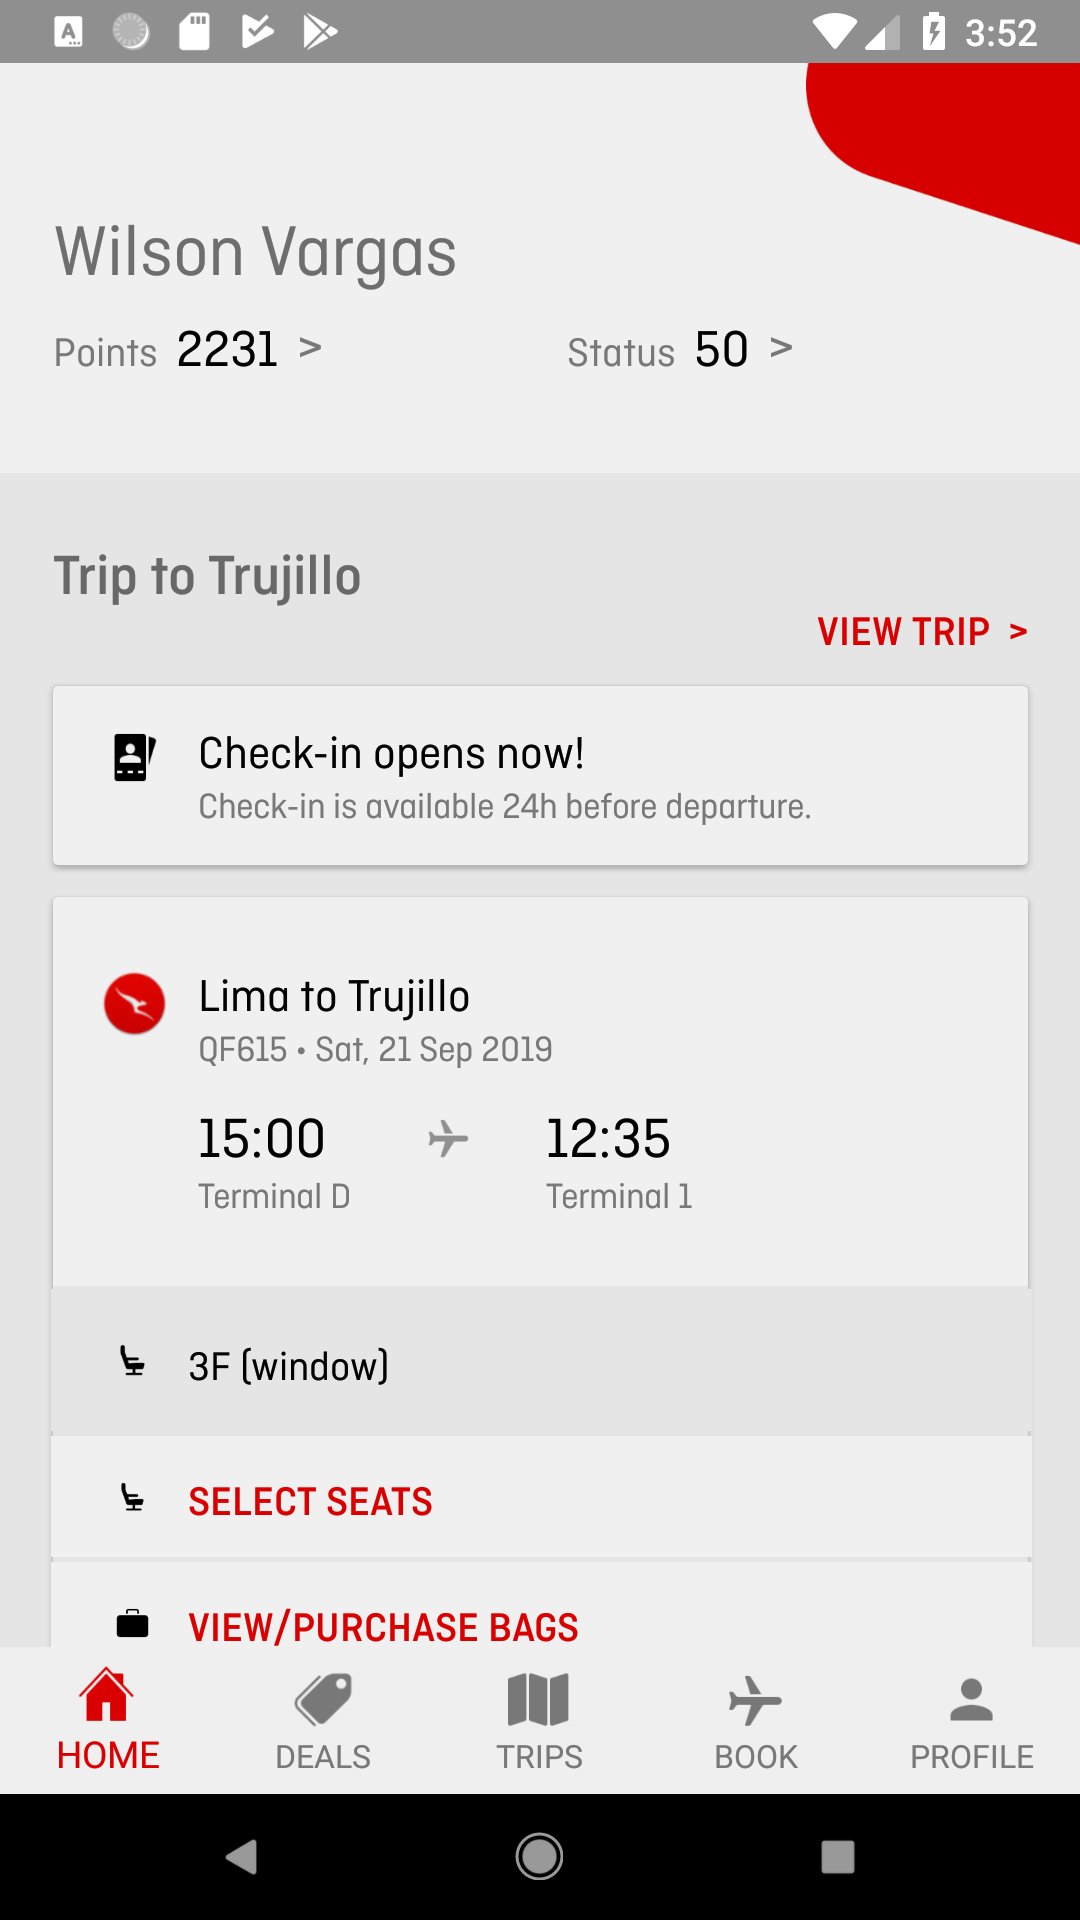 3:52
Wilson Vargas
Points 2231 >
Status 50 >
Trip to Trujillo
VIEW TRIP >
Check-in opens now!
Check-in is available 24h before departure.
Lima to Trujillo
QF615 • Sat, 21 Sep 2019
15:00 12:35
Terminal D Terminal 1
3F (window)
SELECT SEATS
VIEW/PURCHASE BAGS
HOME DEALS TRIPS BOOK PROFILE